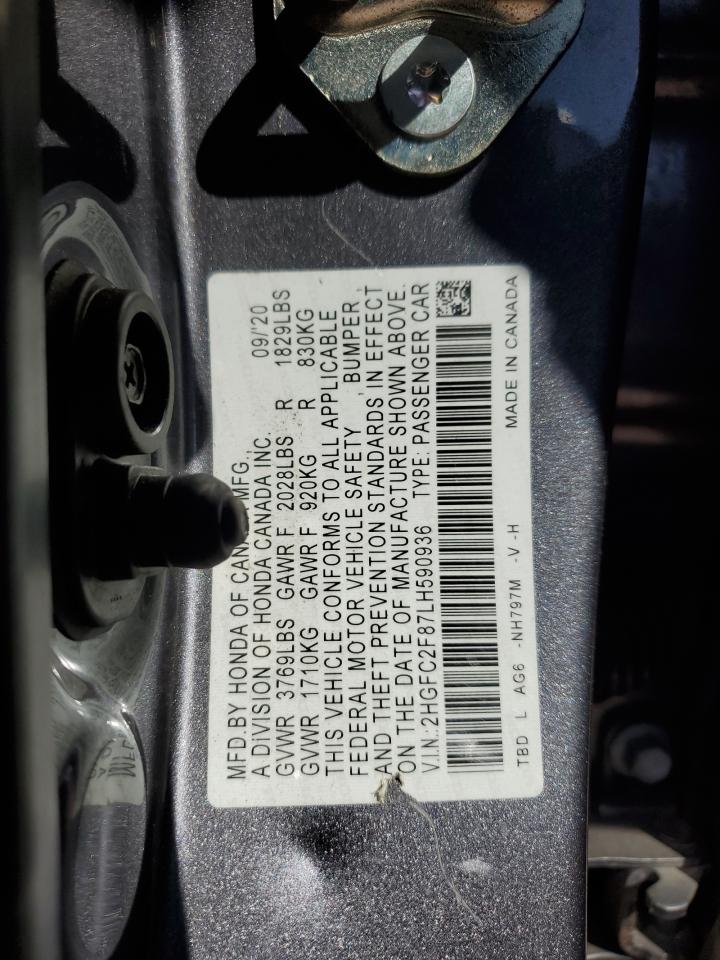 MFD.BY HONDA OF CANADA MFG.,
A DIVISION OF HONDA CANADA INC. 09/'20
GVWR 3769LBS GAWR F 2028LBS R 1829LBS
GVWR 1710KG GAWR F 920KG R 830KG
THIS VEHICLE CONFORMS TO ALL APPLICABLE
FEDERAL MOTOR VEHICLE SAFETY , BUMPER ,
AND THEFT PREVENTION STANDARDS IN EFFECT
ON THE DATE OF MANUFACTURE SHOWN ABOVE.
V.I.N.:2HGFC2F87LH590936 TYPE: PASSENGER CAR
TBD L AG6 -NH797M -V -H MADE IN CANADA